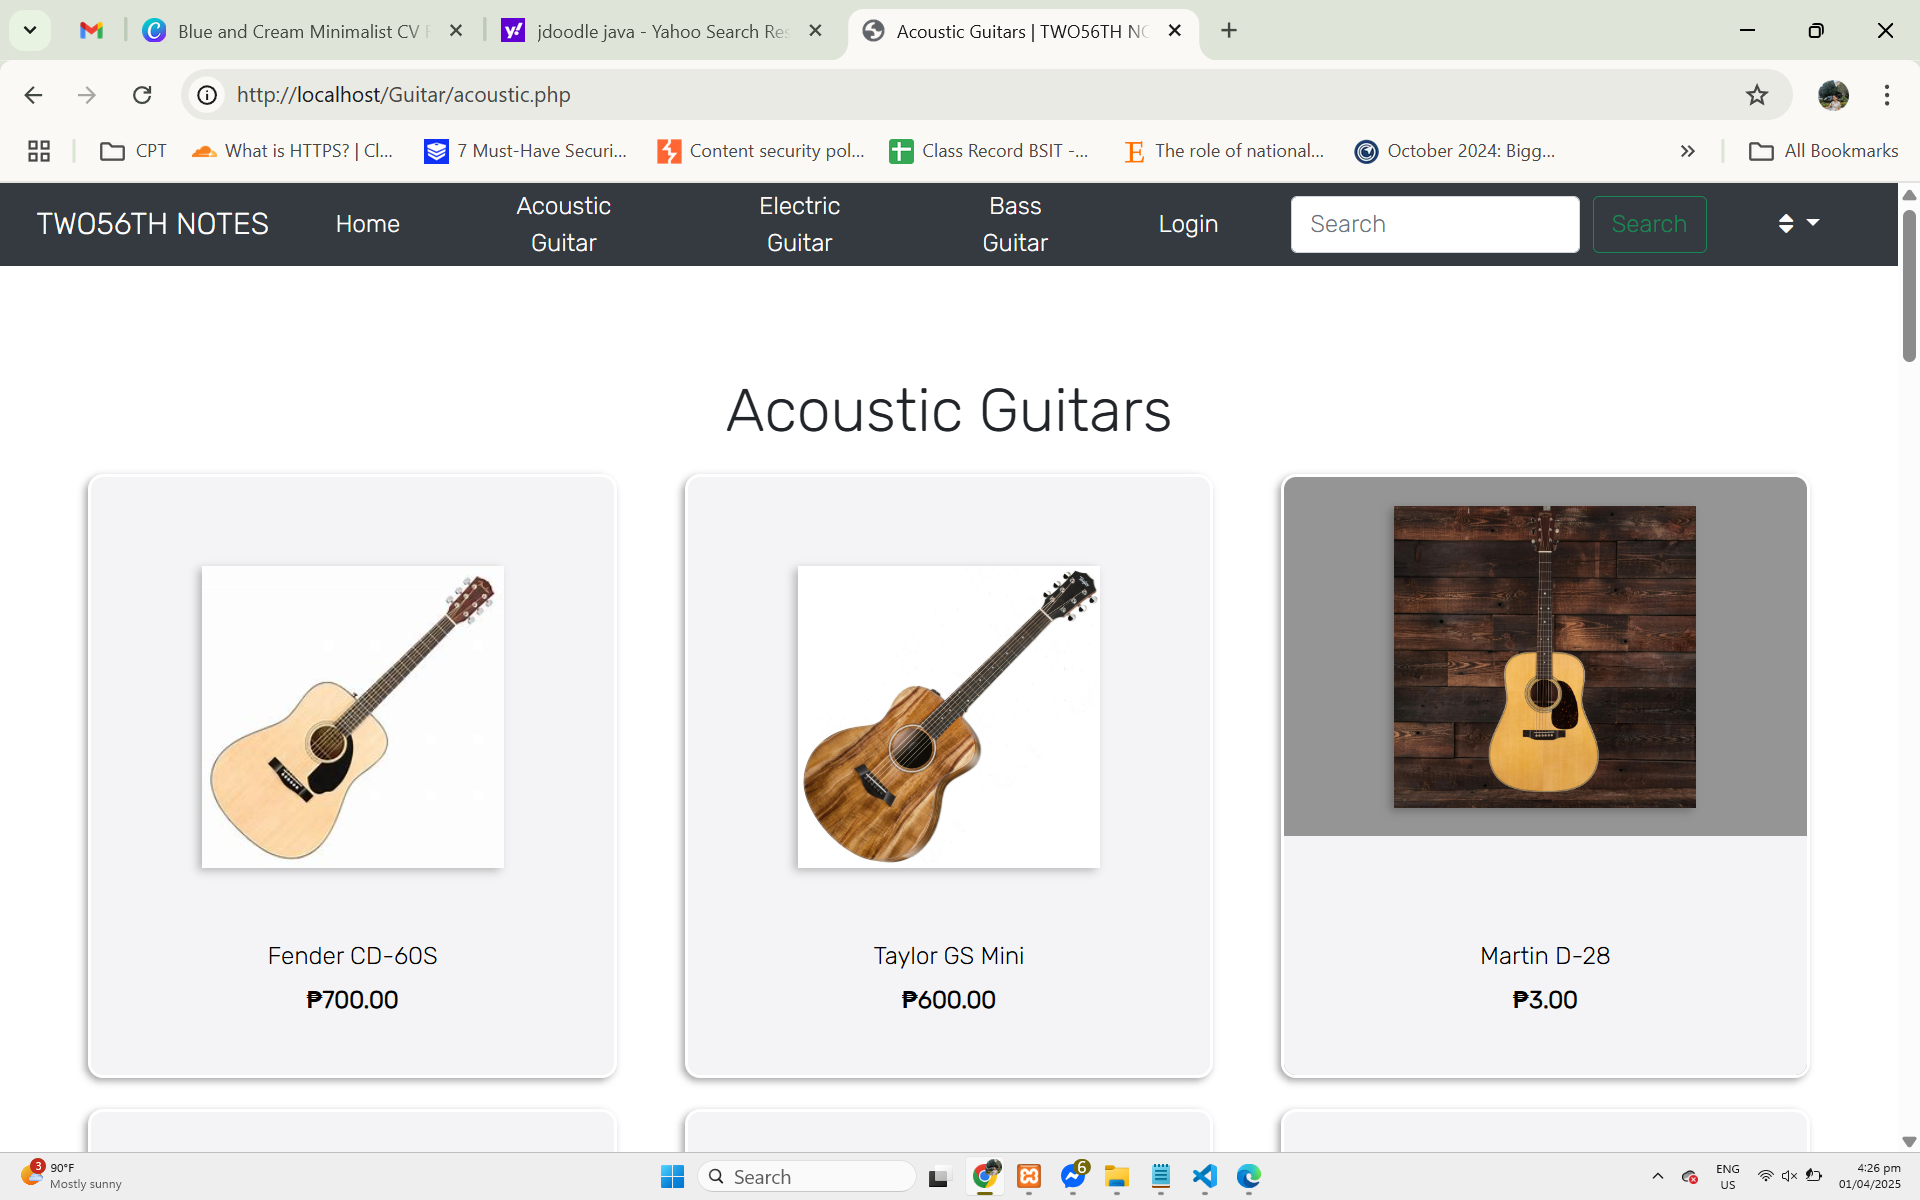 Blue and Cream Minimalist CV
jdoodle java - Yahoo Search Res
Acoustic Guitars | TWO56TH NO
http://localhost/Guitar/acoustic.php
CPT
What is HTTPS? | Cl...
7 Must-Have Securi...
Content security pol...
Class Record BSIT -...
The role of national...
October 2024: Bigg...
All Bookmarks
TWO56TH NOTES
Home
Acoustic
Guitar
Electric
Guitar
Bass
Guitar
Login
Search
Search
Acoustic Guitars
Fender CD-60S
₱700.00
Taylor GS Mini
₱600.00
Martin D-28
₱3.00
3
90°F
Mostly sunny
Search
6
ENG
US
4:26 pm
01/04/2025